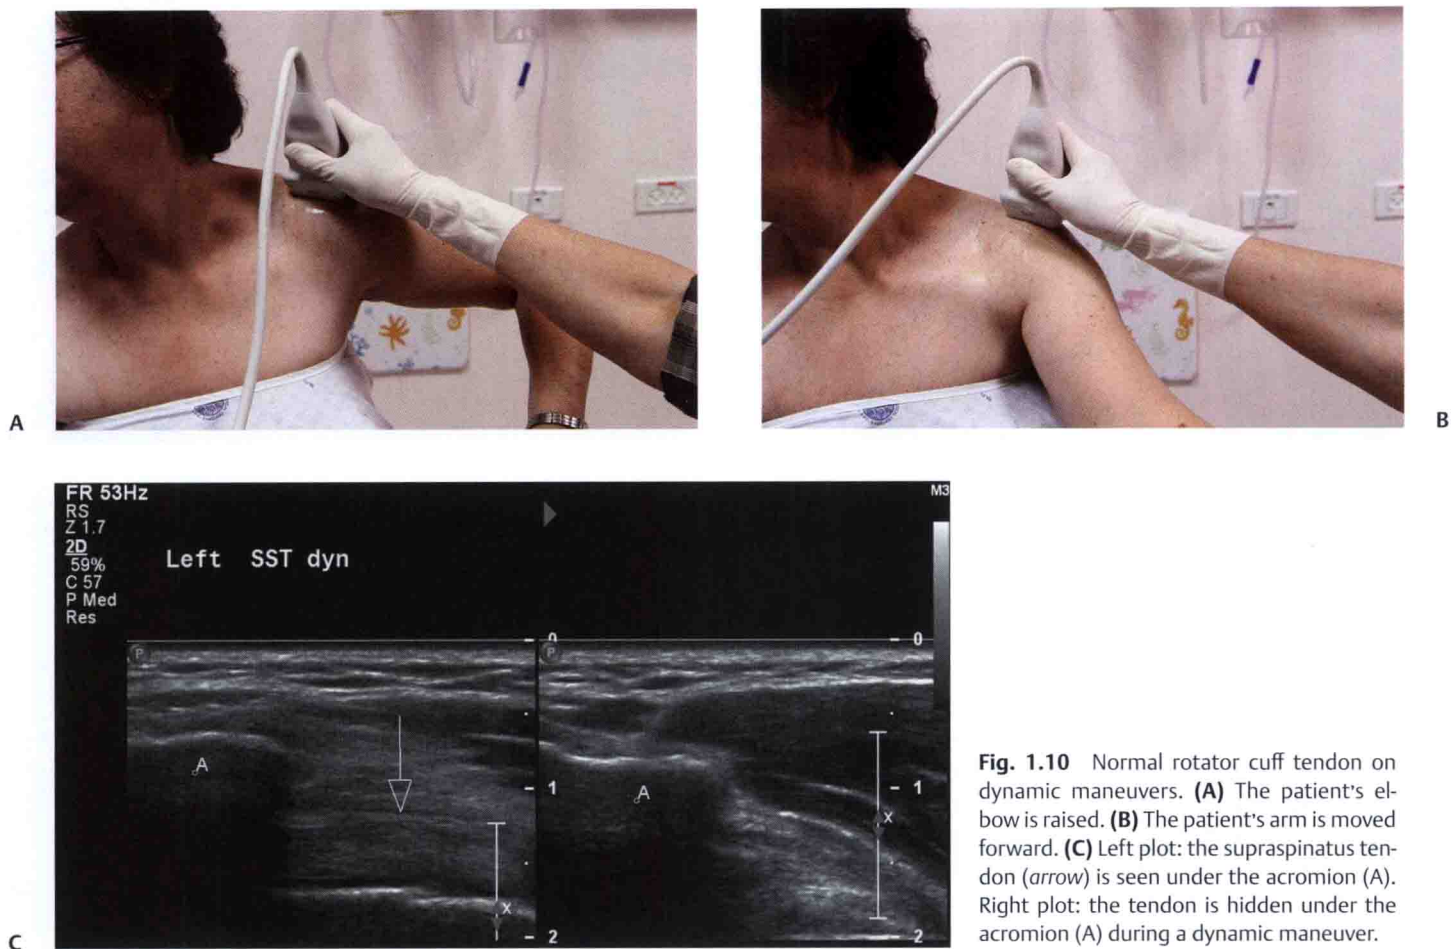 A
B
FR 53Hz
RS
Z 1.7
2D
59%
C 57
P Med
Res
Left SST dyn
M3
P
P
0
0
A
A
1
1
x
x
2
2
C
Fig. 1.10 Normal rotator cuff tendon on
dynamic maneuvers. (A) The patient's el-
bow is raised. (B) The patient's arm is moved
forward. (C) Left plot: the supraspinatus ten-
don (arrow) is seen under the acromion (A).
Right plot: the tendon is hidden under the
acromion (A) during a dynamic maneuver.